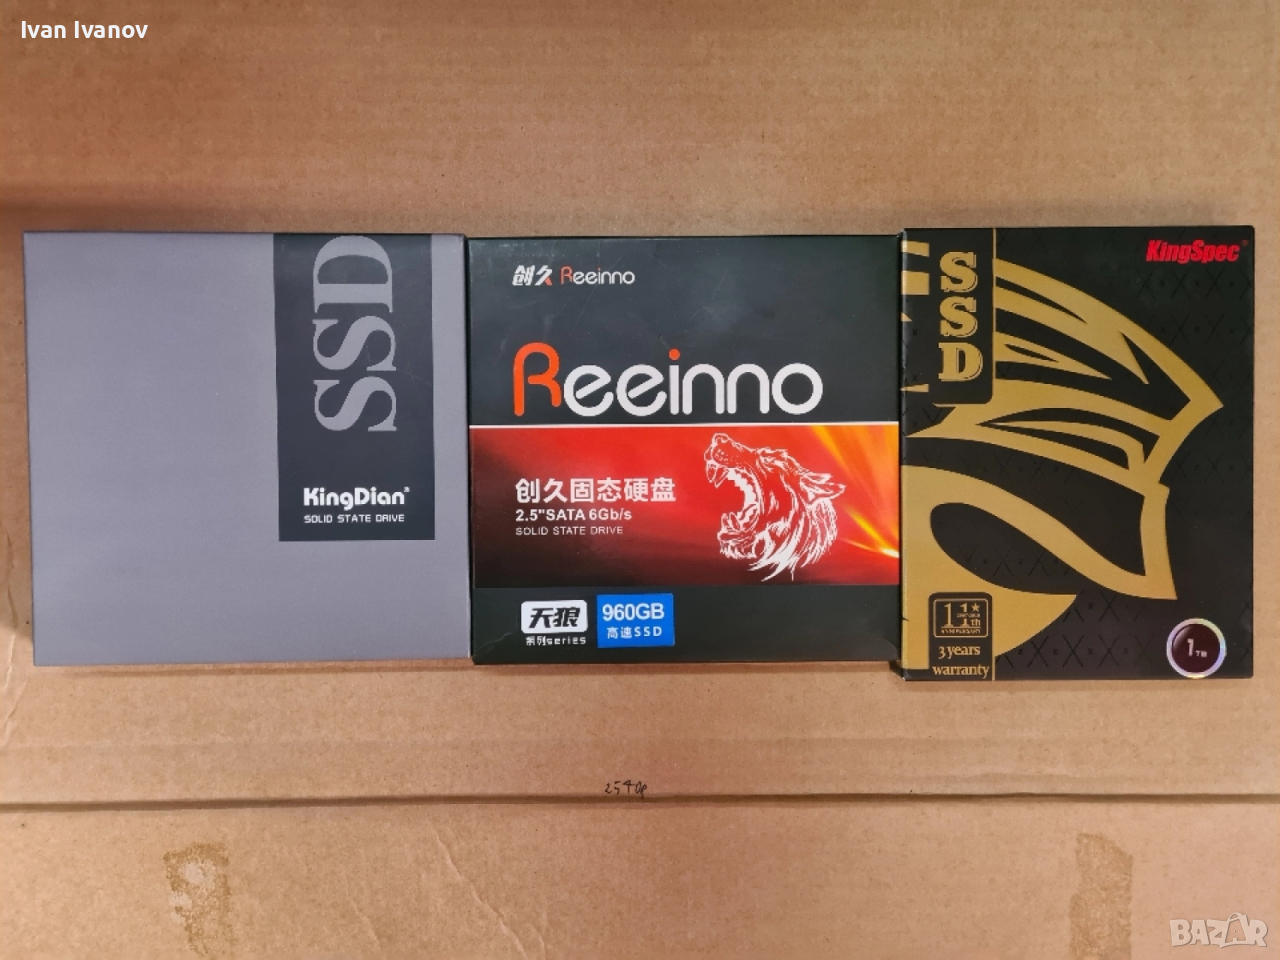 Ivan Ivanov
SSD
KingDian®
SOLID STATE DRIVE
创久 Reeinno
Reeinno
创久固态硬盘
2.5"SATA 6Gb/s
SOLID STATE DRIVE
天狼
系列series
960GB
高速SSD
KingSpec®
SSD
11th
ANNIVERSARY
3 years
warranty
1TB
BAZAR